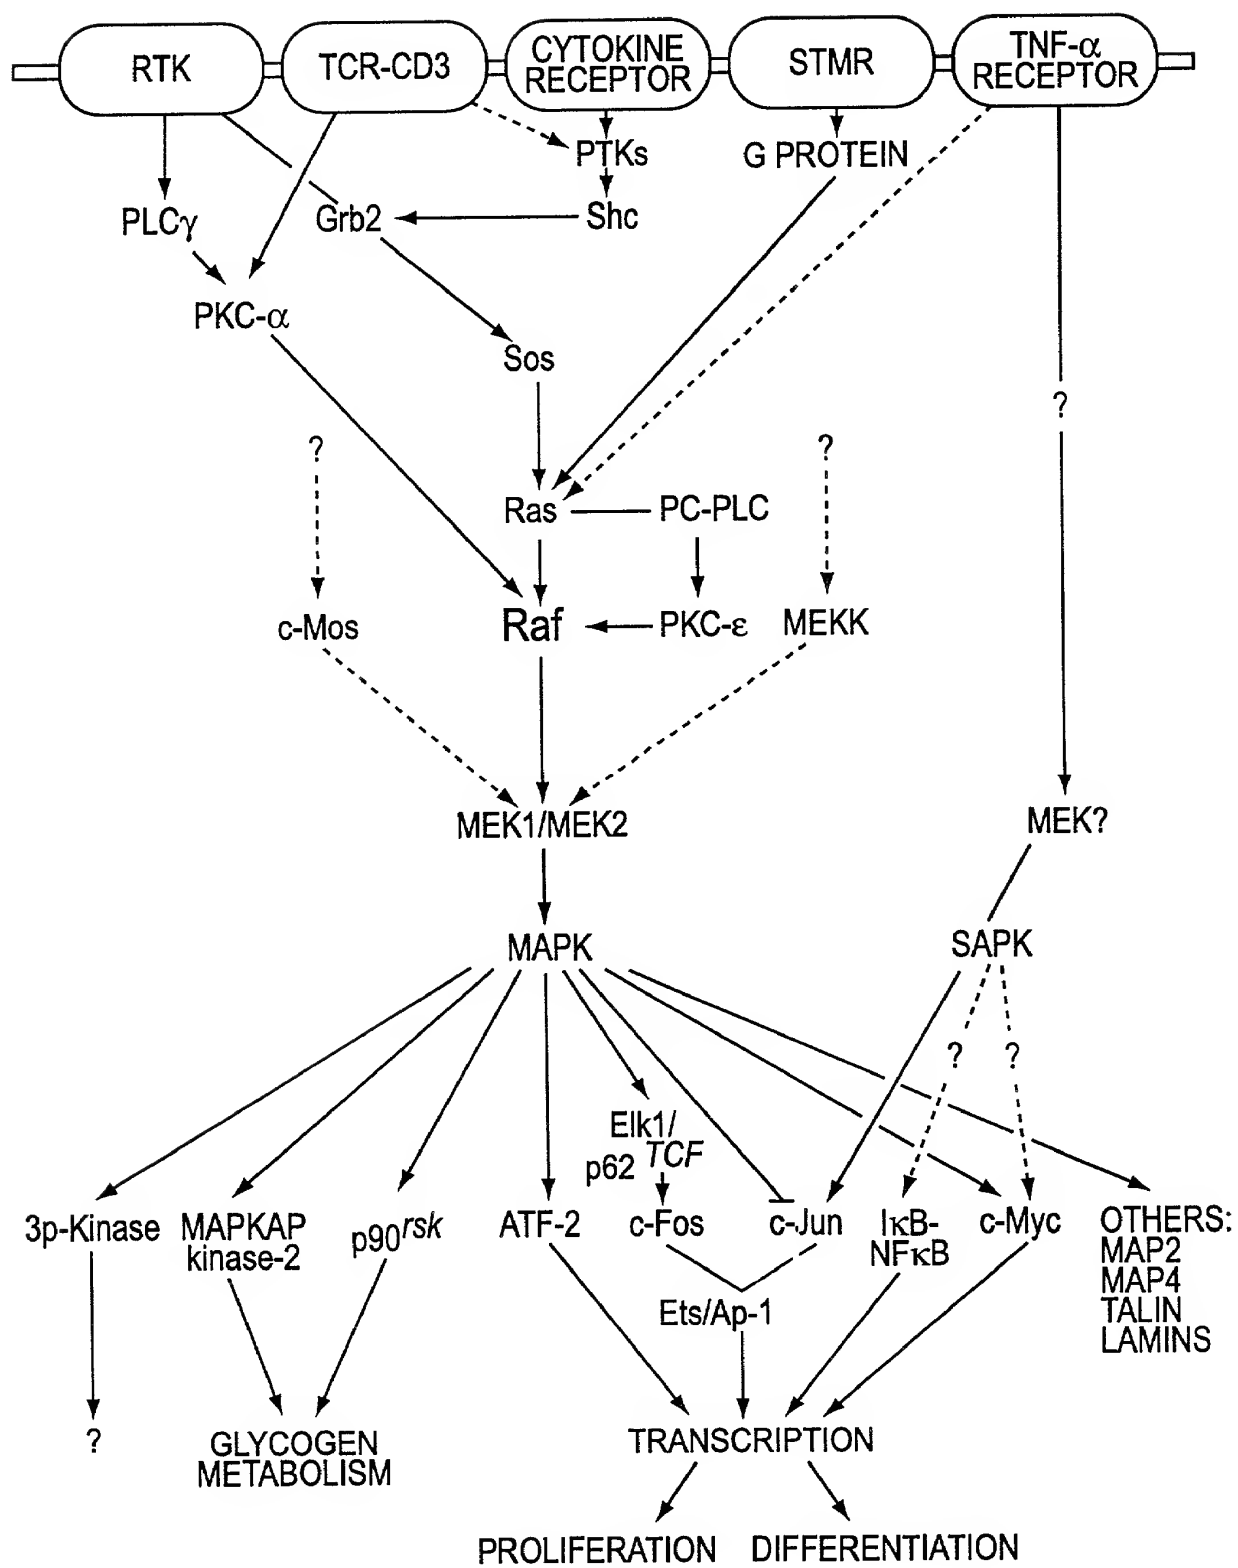 RTK
TCR-CD3
CYTOKINE
RECEPTOR
STMR
TNF-α
RECEPTOR
PTKs
G PROTEIN
PLCγ
Grb2
Shc
PKC-α
Sos
?
?
?
Ras
PC-PLC
c-Mos
Raf
PKC-ε
MEKK
MEK1/MEK2
MEK?
MAPK
SAPK
?
?
Elk1/
p62 TCF
3p-Kinase
MAPKAP
kinase-2
p90rsk
ATF-2
c-Fos
c-Jun
IκB-
NFκB
c-Myc
OTHERS:
MAP2
MAP4
TALIN
LAMINS
Ets/Ap-1
?
GLYCOGEN
METABOLISM
TRANSCRIPTION
PROLIFERATION
DIFFERENTIATION